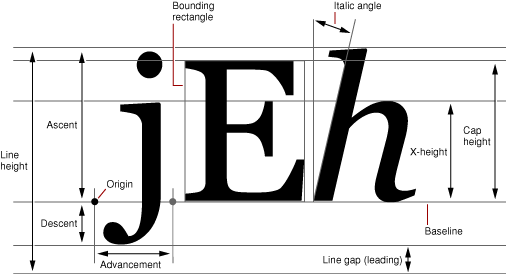 Bounding
rectangle
Italic angle
jEh
Ascent
Line
height
Cap
height
X-height
Origin
Descent
Baseline
Advancement
Line gap (leading)